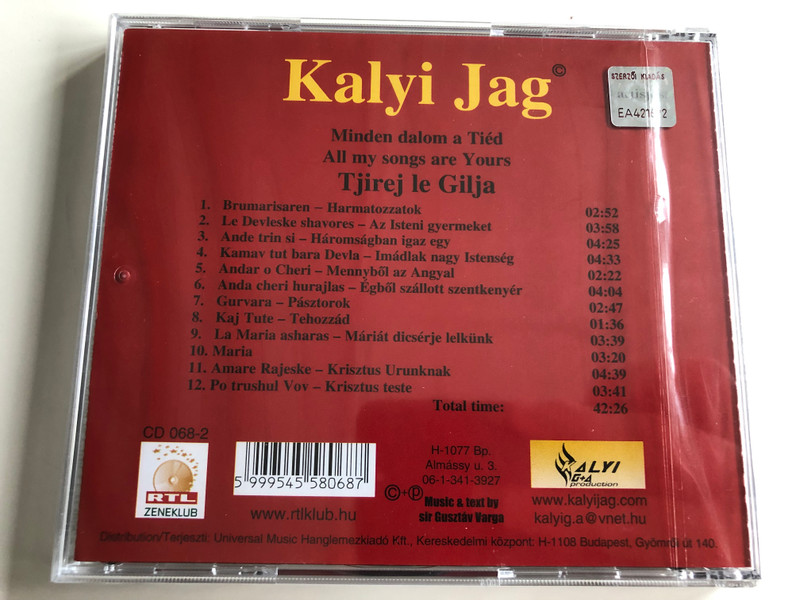 Kalyi Jag©
SZERZŐI KIADÁS
artisjus
Minden dalom a Tiéd
All my songs are Yours
Tjirej le Gilja
1. Brumarisaren – Harmatozzatok 02:52
2. Le Devleske shavores – Az Isteni gyermeket 03:58
3. Ande trin si – Háromságban igaz egy 04:25
4. Kamav tut bara Devla – Imádlak nagy Istenség 04:33
5. Andar o Cheri – Mennyből az Angyal 02:22
6. Anda cheri hurajlas – Égből szállott szentkenyér 04:04
7. Gurvara – Pásztorok 02:47
8. Kaj Tute – Tehozzád 01:36
9. La Maria asharas – Máriát dicsérje lelkünk 03:39
10. Maria 03:20
11. Amare Rajeske – Krisztus Urunknak 04:39
12. Po trushul Vov – Krisztus teste 03:41
Total time: 42:26
CD 068-2
RTL
ZENEKLUB
5 999545 580687
www.rtlklub.hu
H-1077 Bp.
Almássy u. 3.
06-1-341-3927
©+℗ Music & text by
sir Gusztáv Varga
KALYI
G+A
production
www.kalyijag.com
kalyig.a@vnet.hu
Distribution/Terjeszti: Universal Music Hanglemezkiadó Kft., Kereskedelmi központ: H-1108 Budapest, Gyömrői út 140.